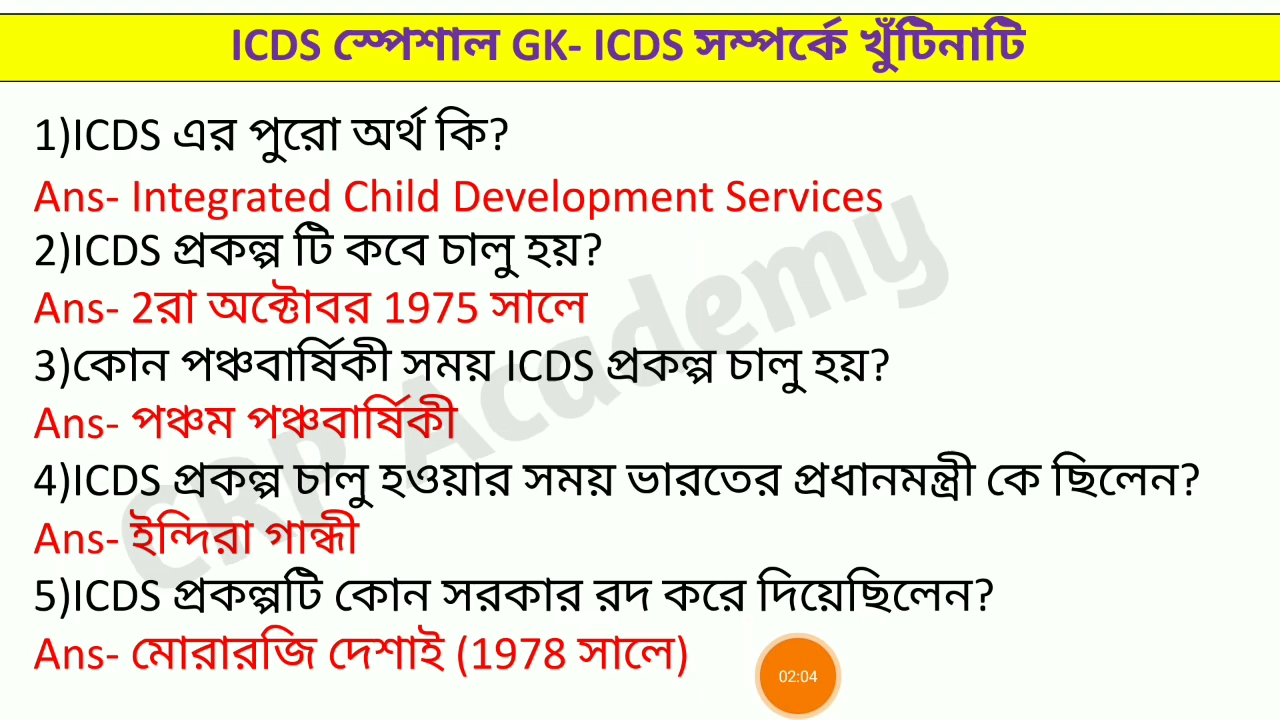 ICDS স্পেশাল GK- ICDS সম্পর্কে খুঁটিনাটি
1)ICDS এর পুরো অর্থ কি?
Ans- Integrated Child Development Services
2)ICDS প্রকল্প টি কবে চালু হয়?
Ans- 2রা অক্টোবর 1975 সালে
3)কোন পঞ্চবার্ষিকী সময় ICDS প্রকল্প চালু হয়?
Ans- পঞ্চম পঞ্চবার্ষিকী
4)ICDS প্রকল্প চালু হওয়ার সময় ভারতের প্রধানমন্ত্রী কে ছিলেন?
Ans- ইন্দিরা গান্ধী
5)ICDS প্রকল্পটি কোন সরকার রদ করে দিয়েছিলেন?
Ans- মোরারজি দেশাই (1978 সালে)
02:04
CRP Academy